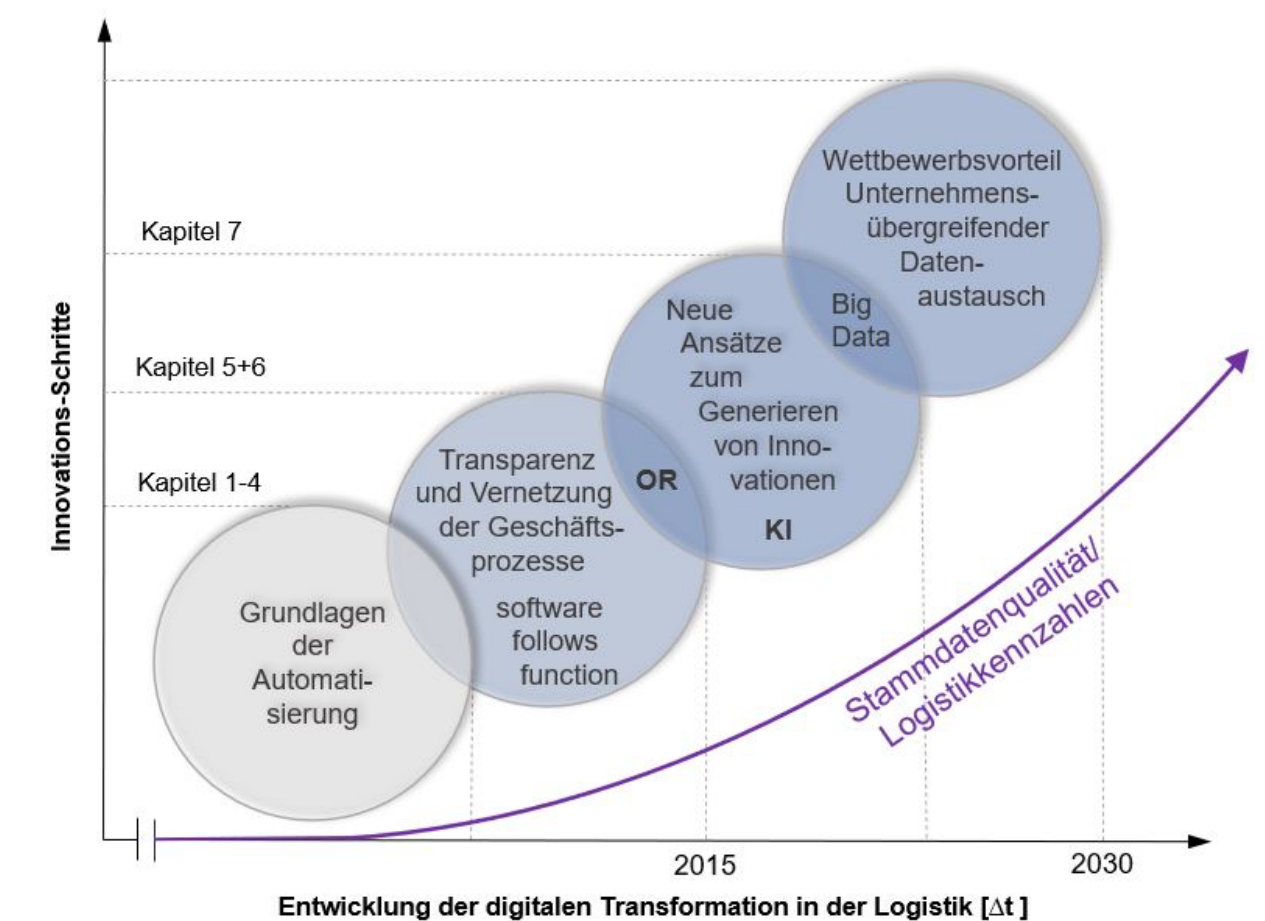 Innovations-Schritte
Kapitel 7
Kapitel 5+6
Kapitel 1-4
Wettbewerbsvorteil
Unternehmens-
übergreifender
Daten-
austausch
Big
Data
Neue
Ansätze
zum
Generieren
von Inno-
vationen
KI
OR
Transparenz
und Vernetzung
der Geschäfts-
prozesse
software
follows
function
Grundlagen
der
Automati-
sierung
Stammdatenqualität/
Logistikkennzahlen
2015
2030
Entwicklung der digitalen Transformation in der Logistik [Δt ]